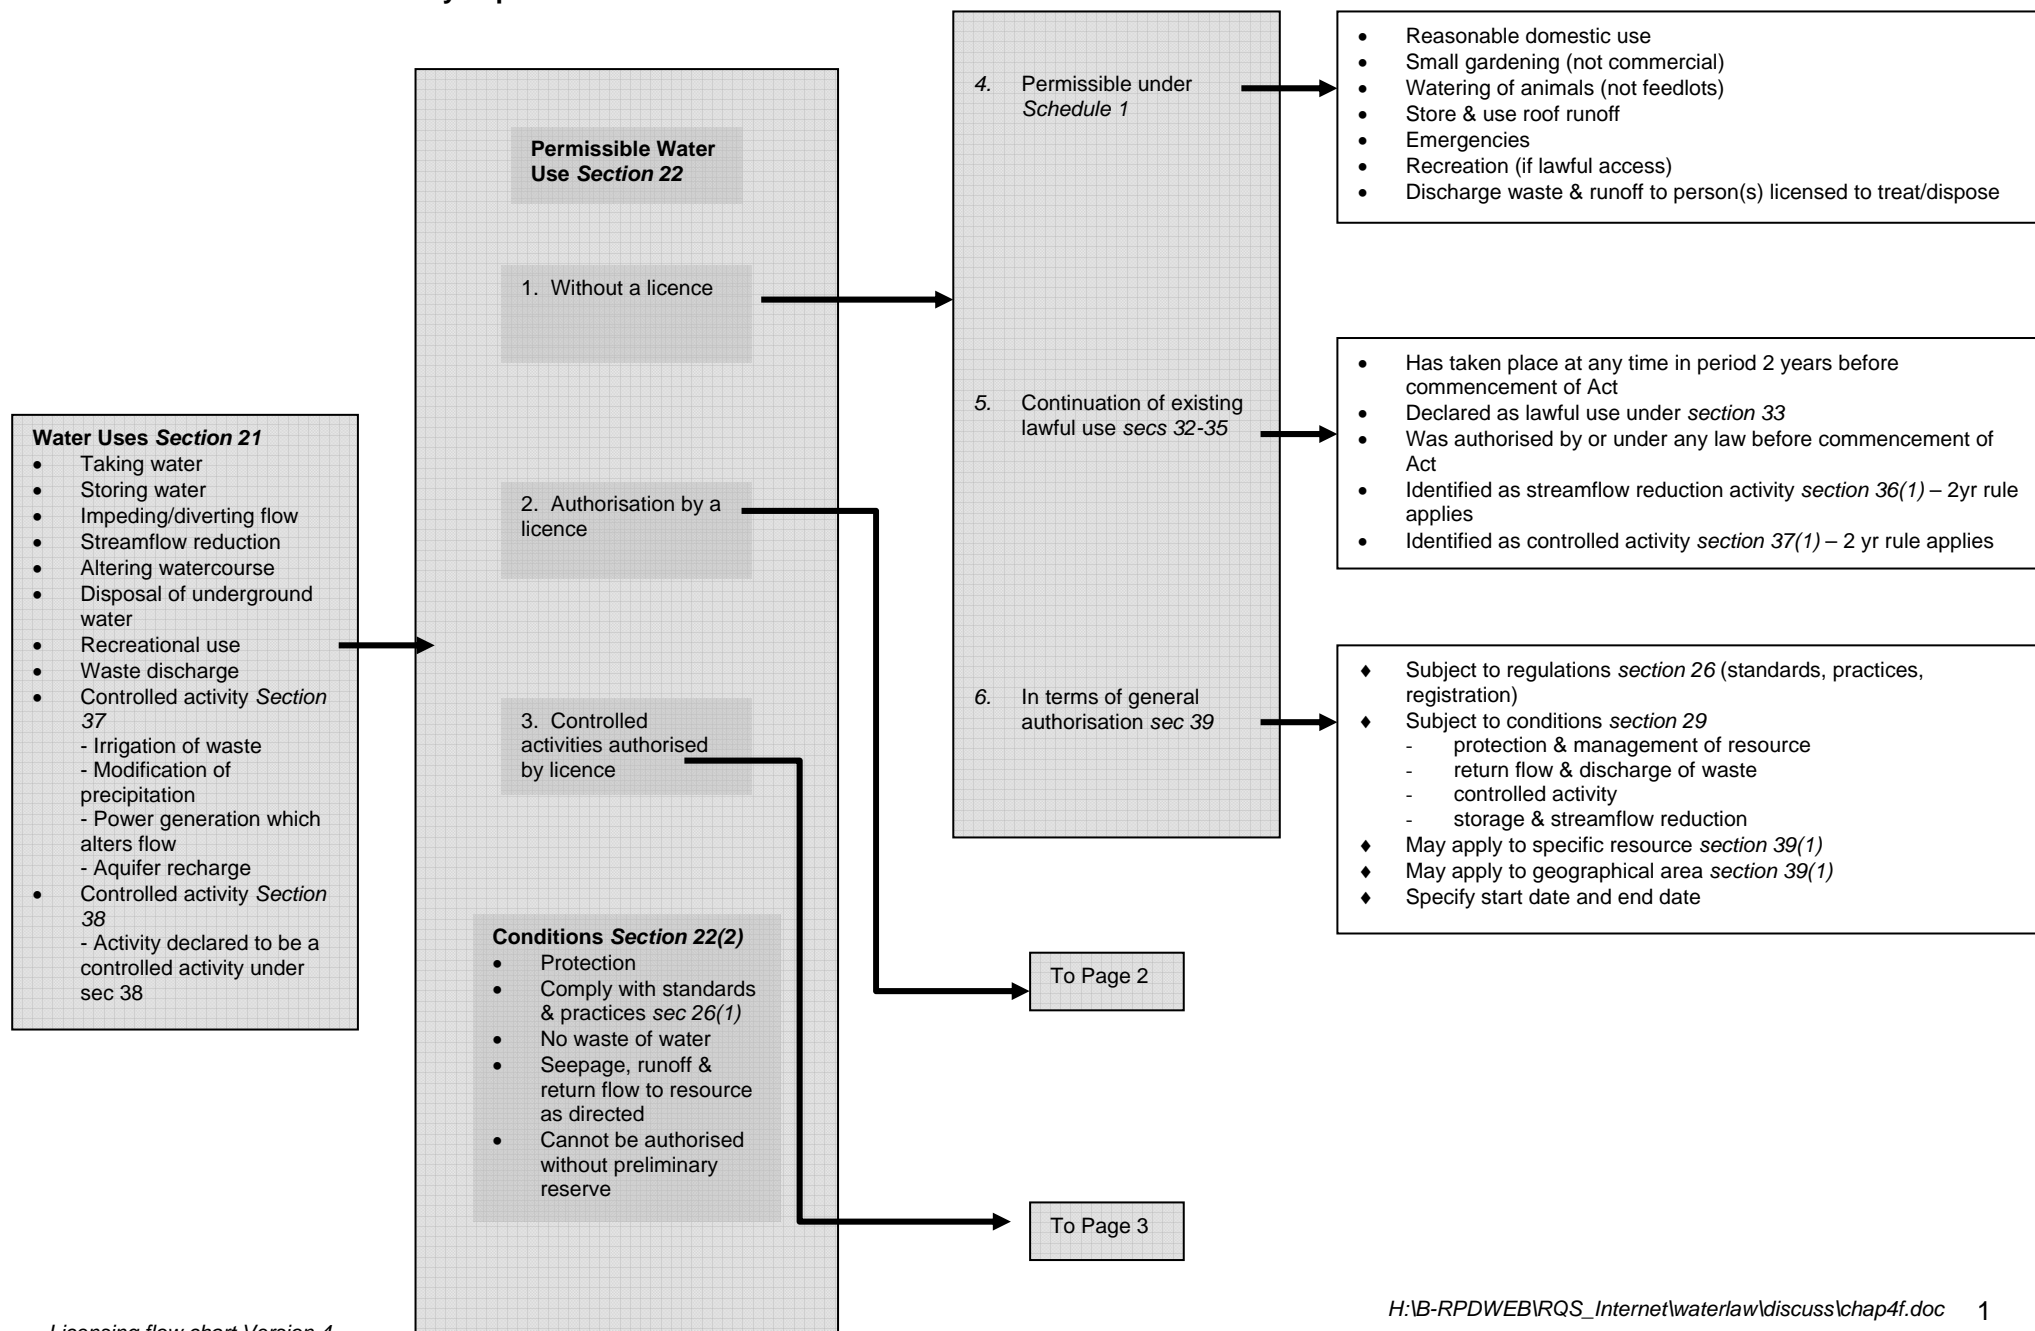 Water Uses Section 21
• Taking water
• Storing water
• Impeding/diverting flow
• Streamflow reduction
• Altering watercourse
• Disposal of underground
water
• Recreational use
• Waste discharge
• Controlled activity Section
37
- Irrigation of waste
- Modification of
precipitation
- Power generation which
alters flow
- Aquifer recharge
• Controlled activity Section
38
- Activity declared to be a
controlled activity under
sec 38
Permissible Water
Use Section 22
1. Without a licence
2. Authorisation by a
licence
3. Controlled
activities authorised
by licence
Conditions Section 22(2)
• Protection
• Comply with standards
& practices sec 26(1)
• No waste of water
• Seepage, runoff &
return flow to resource
as directed
• Cannot be authorised
without preliminary
reserve
4. Permissible under
Schedule 1
5. Continuation of existing
lawful use secs 32-35
6. In terms of general
authorisation sec 39
To Page 2
To Page 3
• Reasonable domestic use
• Small gardening (not commercial)
• Watering of animals (not feedlots)
• Store & use roof runoff
• Emergencies
• Recreation (if lawful access)
• Discharge waste & runoff to person(s) licensed to treat/dispose
• Has taken place at any time in period 2 years before
commencement of Act
• Declared as lawful use under section 33
• Was authorised by or under any law before commencement of
Act
• Identified as streamflow reduction activity section 36(1) – 2yr rule
applies
• Identified as controlled activity section 37(1) – 2 yr rule applies
♦ Subject to regulations section 26 (standards, practices,
registration)
♦ Subject to conditions section 29
- protection & management of resource
- return flow & discharge of waste
- controlled activity
- storage & streamflow reduction
♦ May apply to specific resource section 39(1)
♦ May apply to geographical area section 39(1)
♦ Specify start date and end date
H:\B-RPDWEB\RQS_Internet\waterlaw\discuss\chap4f.doc 1
Licensing flow chart Version 4